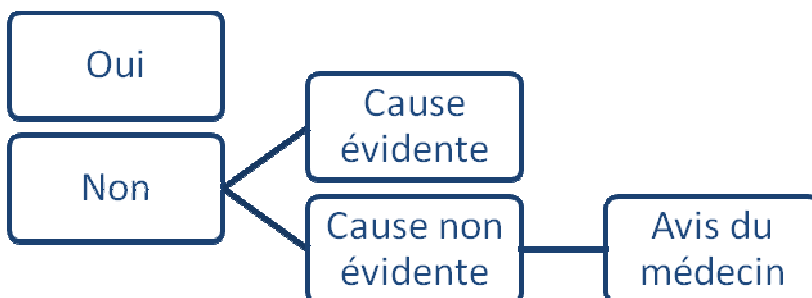 Oui
Non
Cause
évidente
Cause non
évidente
Avis du
médecin